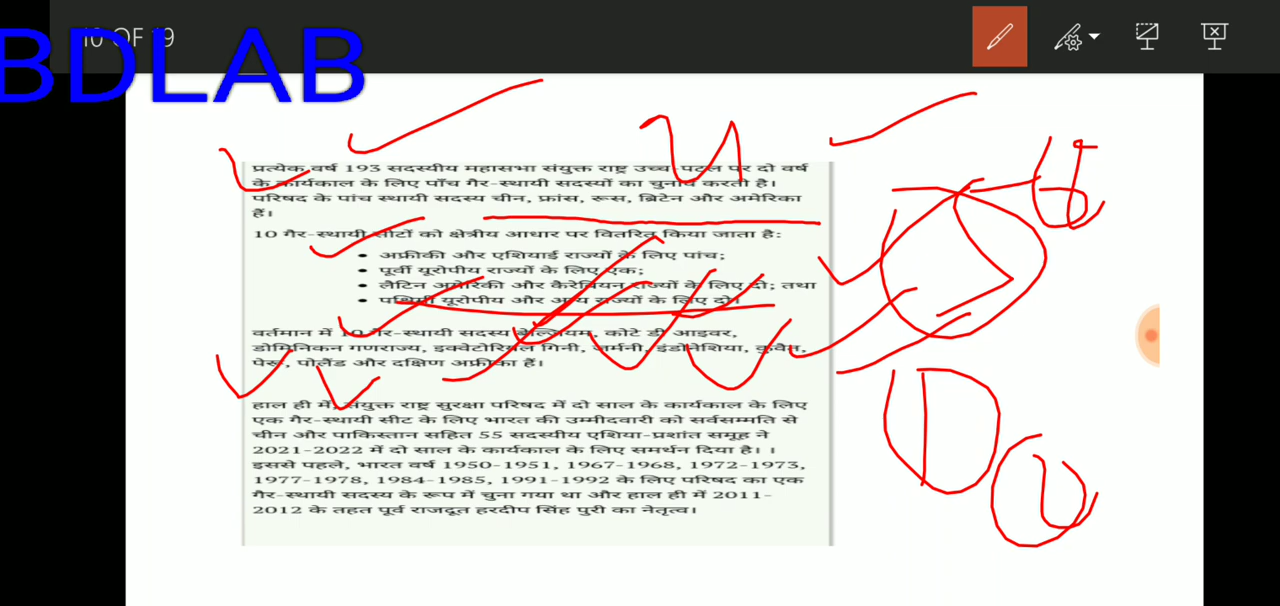 10 OF 19
BDLAB
प्रत्येक वर्ष 193 सदस्यीय महासभा संयुक्त राष्ट्र उच्च-पटल पर दो वर्ष
के कार्यकाल के लिए पाँच गैर-स्थायी सदस्यों का चुनाव करती है।
परिषद के पांच स्थायी सदस्य चीन, फ्रांस, रूस, ब्रिटेन और अमेरिका
हैं।
10 गैर-स्थायी सीटों को क्षेत्रीय आधार पर वितरित किया जाता है:
• अफ्रीकी और एशियाई राज्यों के लिए पांच;
• पूर्वी यूरोपीय राज्यों के लिए एक;
• लैटिन अमेरिकी और कैरेबियन राज्यों के लिए दो; तथा
• पश्चिमी यूरोपीय और अन्य राज्यों के लिए दो।
वर्तमान में 10 गैर-स्थायी सदस्य बेल्जियम, कोटे डी आइवर,
डोमिनिकन गणराज्य, इक्वेटोरियल गिनी, जर्मनी, इंडोनेशिया, कुवैत,
पेरू, पोलैंड और दक्षिण अफ्रीका हैं।
हाल ही में, संयुक्त राष्ट्र सुरक्षा परिषद में दो साल के कार्यकाल के लिए
एक गैर-स्थायी सीट के लिए भारत की उम्मीदवारी को सर्वसम्मति से
चीन और पाकिस्तान सहित 55 सदस्यीय एशिया-प्रशांत समूह ने
2021-2022 में दो साल के कार्यकाल के लिए समर्थन दिया है। ।
इससे पहले, भारत वर्ष 1950-1951, 1967-1968, 1972-1973,
1977-1978, 1984-1985, 1991-1992 के लिए परिषद का एक
गैर-स्थायी सदस्य के रूप में चुना गया था और हाल ही में 2011-
2012 के तहत पूर्व राजदूत हरदीप सिंह पुरी का नेतृत्व।